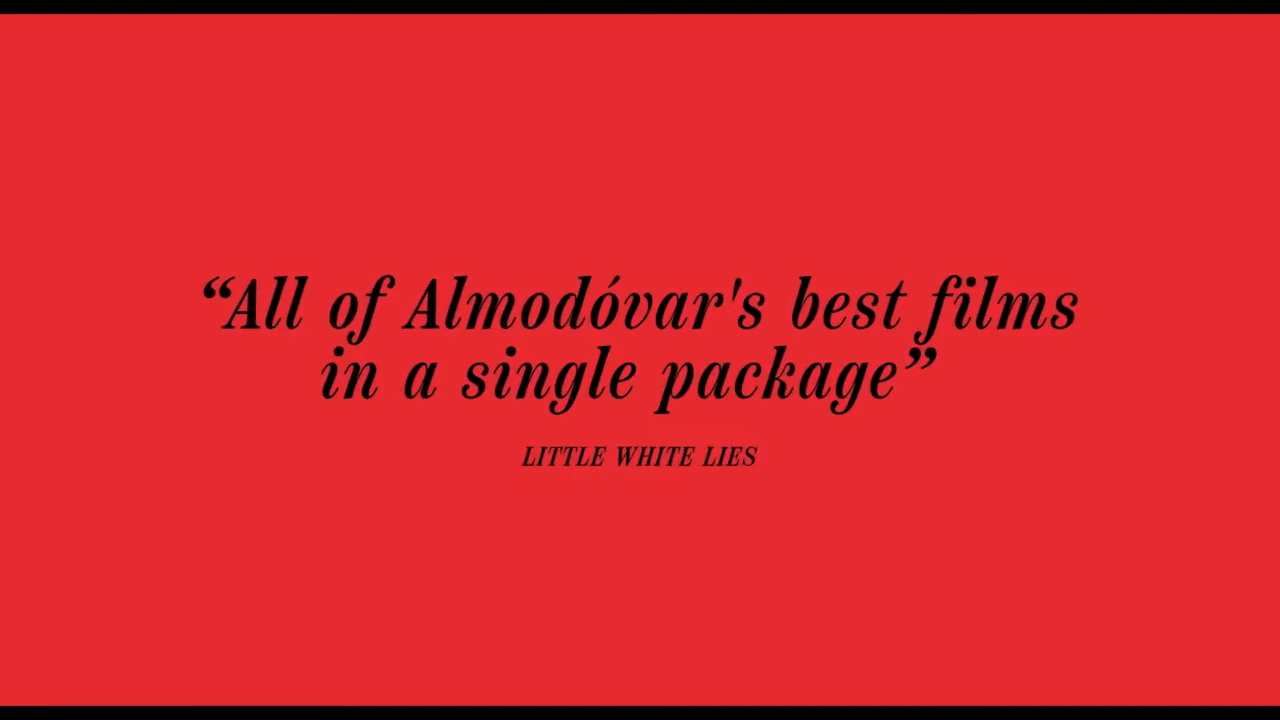 “All of Almodóvar's best films
in a single package”
LITTLE WHITE LIES